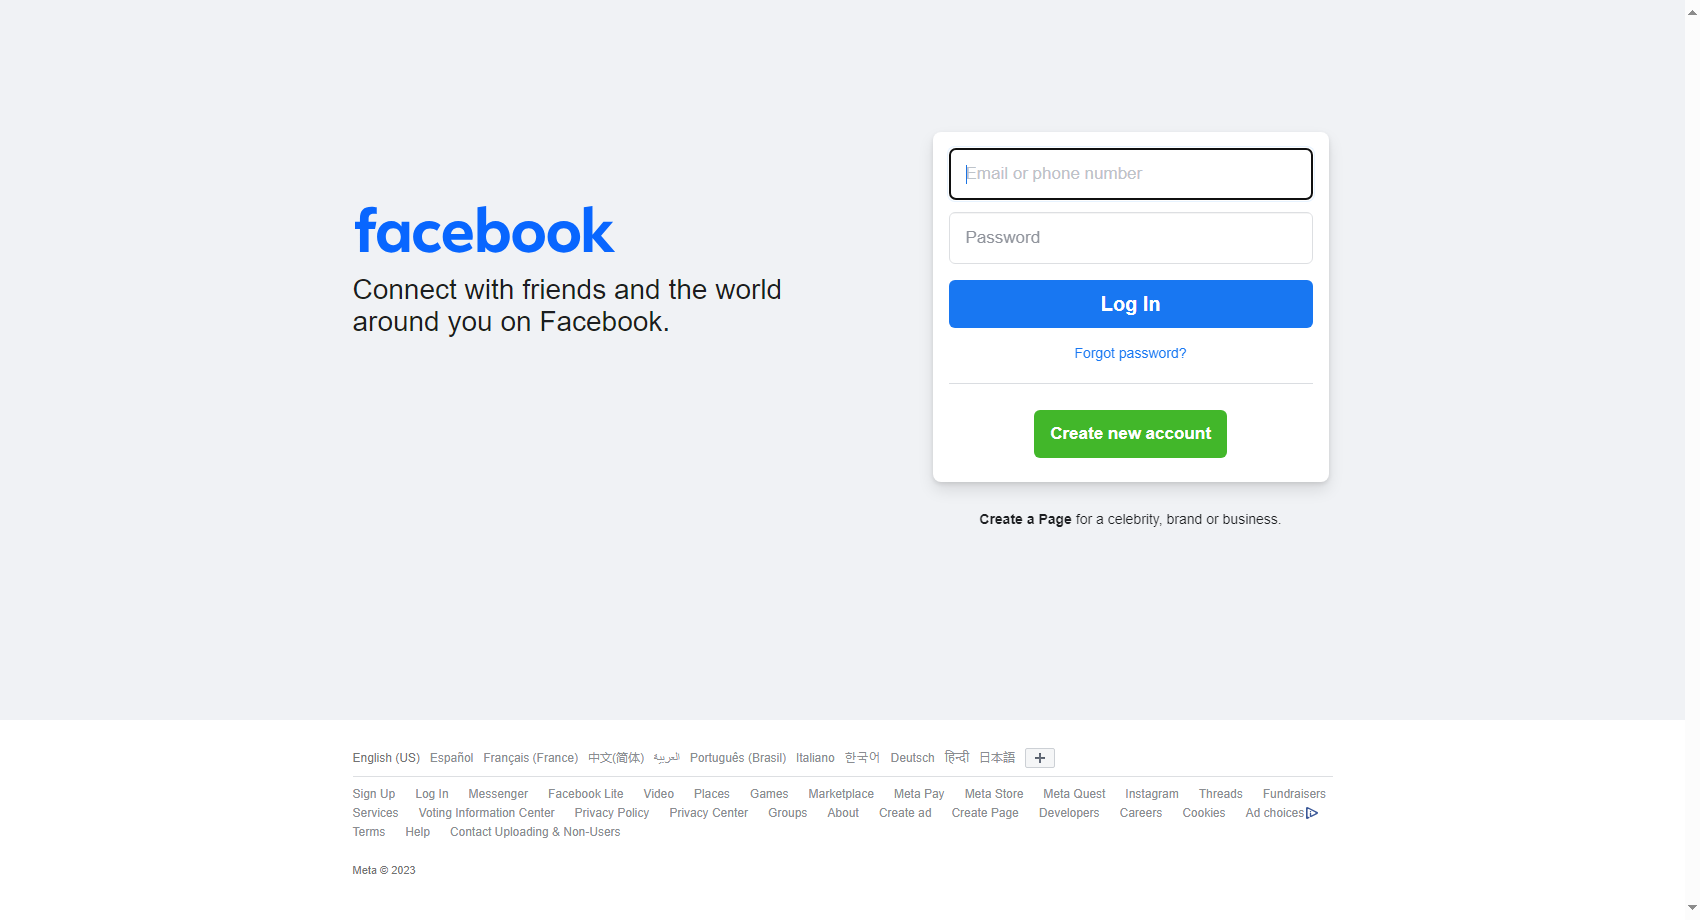 facebook
Connect with friends and the world
around you on Facebook.
Email or phone number
Password
Log In
Forgot password?
Create new account
Create a Page for a celebrity, brand or business.
English (US) Español Français (France) 中文(简体) العربية Português (Brasil) Italiano 한국어 Deutsch हिन्दी 日本語
Sign Up Log In Messenger Facebook Lite Video Places Games Marketplace Meta Pay Meta Store Meta Quest Instagram Threads Fundraisers
Services Voting Information Center Privacy Policy Privacy Center Groups About Create ad Create Page Developers Careers Cookies Ad choices
Terms Help Contact Uploading & Non-Users
Meta © 2023